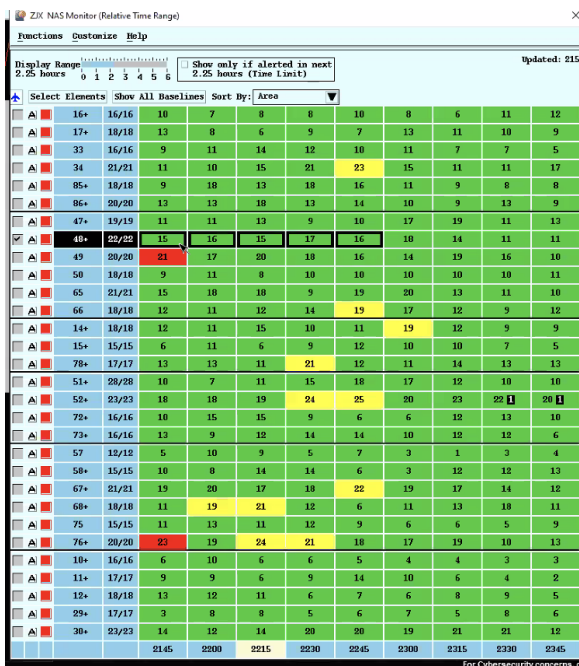 ZJX NAS Monitor (Relative Time Range)
Functions Customize Help
Display Range
2.25 hours
0 1 2 3 4 5 6
Show only if alerted in next
2.25 hours (Time Limit)
Updated: 215
Select Elements Show All Baselines Sort By: Area
A 16+ 16/16 10 7 8 8 10 8 6 11 12
A 17+ 18/18 13 8 6 9 7 13 11 10 9
A 33 16/16 9 11 14 12 10 11 7 7 5
A 34 21/21 11 10 15 21 23 15 11 11 17
A 85+ 18/18 9 18 13 18 16 11 9 8 8
A 86+ 20/20 13 13 18 13 14 10 9 13 9
A 47+ 19/19 11 11 13 9 10 17 19 11 13
A 48+ 22/22 15 16 15 17 16 18 14 11 11
A 49 20/20 21 17 20 18 16 14 19 16 10
A 50 18/18 9 11 8 10 10 10 10 10 11
A 65 21/21 15 18 18 9 19 20 13 11 10
A 66 18/18 12 11 12 14 19 17 12 9 12
A 14+ 18/18 12 11 15 10 11 19 12 9 9
A 15+ 15/15 6 11 6 9 12 10 10 7 5
A 78+ 17/17 13 13 11 21 12 11 14 13 13
A 51+ 28/28 10 7 11 15 18 17 12 10 10
A 52+ 23/23 18 18 19 24 25 20 23 22 1 20 1
A 72+ 16/16 10 15 15 9 6 6 12 13 10
A 73+ 16/16 13 9 12 14 14 10 12 12 6
A 57 12/12 5 10 9 5 7 3 1 3 4
A 58+ 15/15 10 8 14 14 6 3 12 12 13
A 67+ 21/21 19 20 17 18 22 19 17 14 12
A 68+ 18/18 11 19 21 12 6 11 13 18 11
A 75 15/15 11 13 11 12 9 6 6 5 9
A 76+ 20/20 23 19 24 21 18 17 19 10 13
A 10+ 16/16 6 10 6 6 5 4 4 3 3
A 11+ 17/17 9 9 6 9 14 10 6 4 2
A 12+ 18/18 13 12 11 6 7 6 8 9 5
A 29+ 17/17 3 8 8 5 6 7 5 8 6
A 30+ 23/23 14 12 14 20 20 19 21 21 12
2145 2200 2215 2230 2245 2300 2315 2330 2345
For Cybersecurity concerns, c